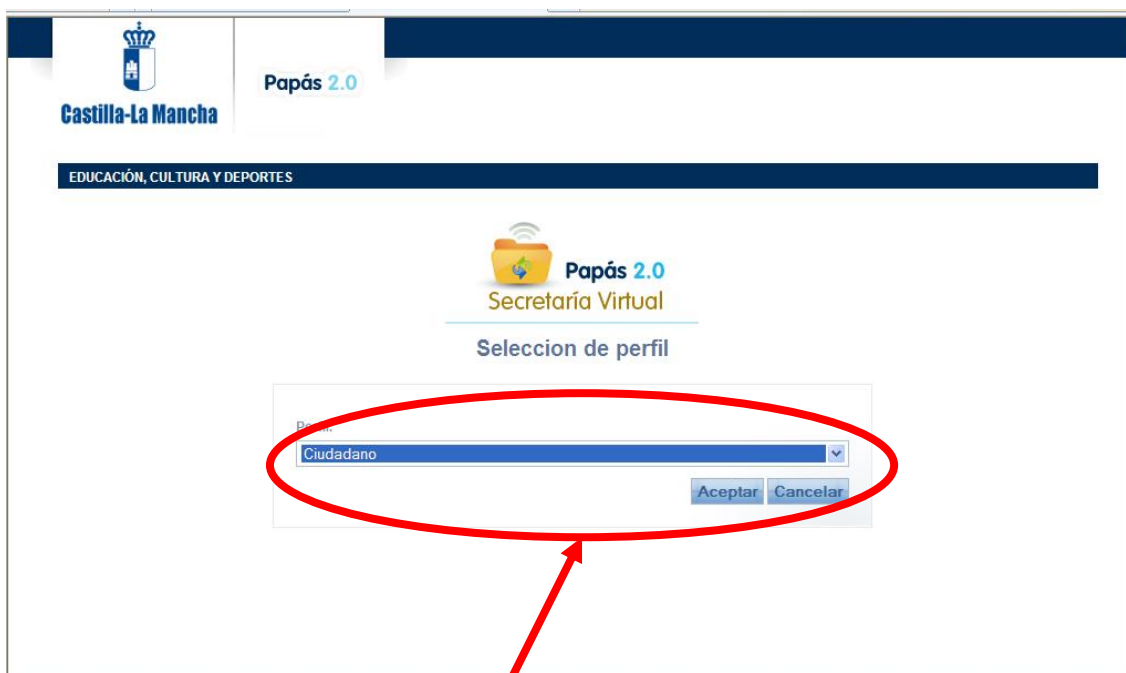 Castilla-La Mancha
Papás 2.0
EDUCACIÓN, CULTURA Y DEPORTES
Papás 2.0
Secretaría Virtual
Seleccion de perfil
Ciudadano
Aceptar Cancelar